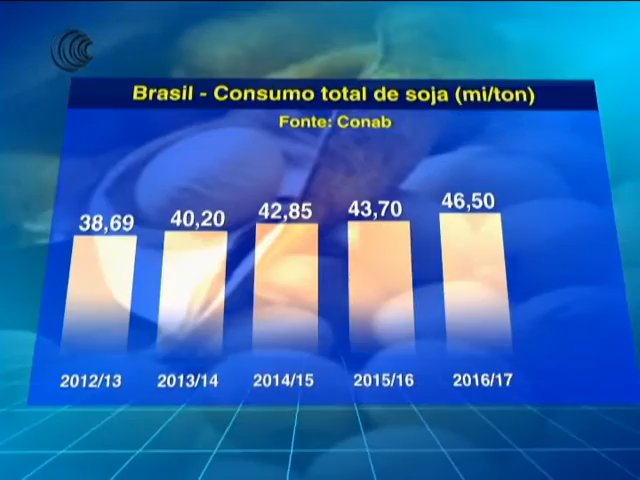 Brasil - Consumo total de soja (mi/ton)
Fonte: Conab
38,69 40,20 42,85 43,70 46,50
2012/13 2013/14 2014/15 2015/16 2016/17